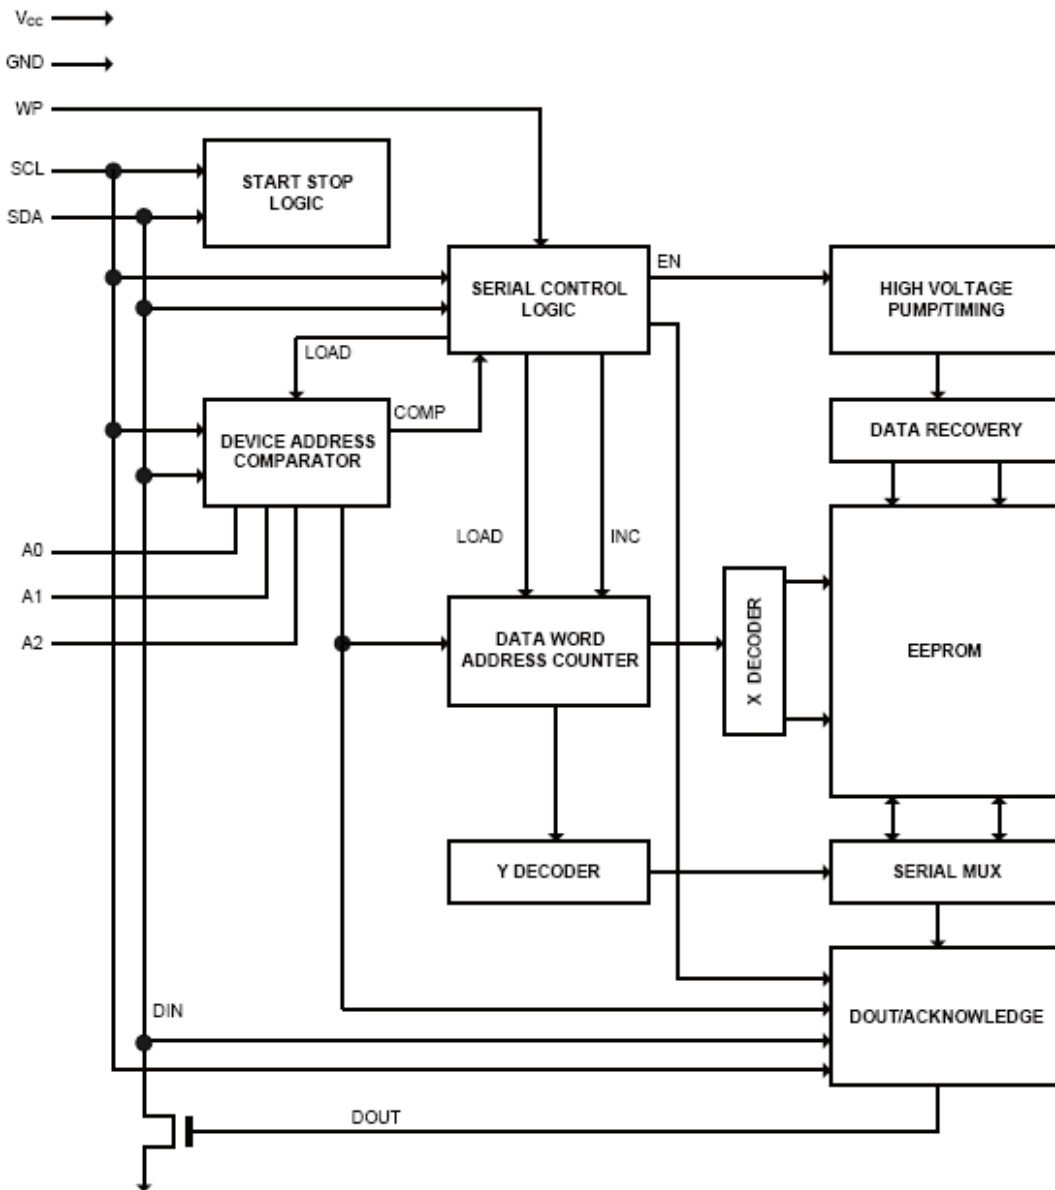 Vcc
GND
WP
SCL
SDA
START STOP
LOGIC
SERIAL CONTROL
LOGIC
EN
HIGH VOLTAGE
PUMP/TIMING
LOAD
COMP
DEVICE ADDRESS
COMPARATOR
DATA RECOVERY
A0
A1
A2
LOAD
INC
DATA WORD
ADDRESS COUNTER
X DECODER
EEPROM
Y DECODER
SERIAL MUX
DIN
DOUT/ACKNOWLEDGE
DOUT